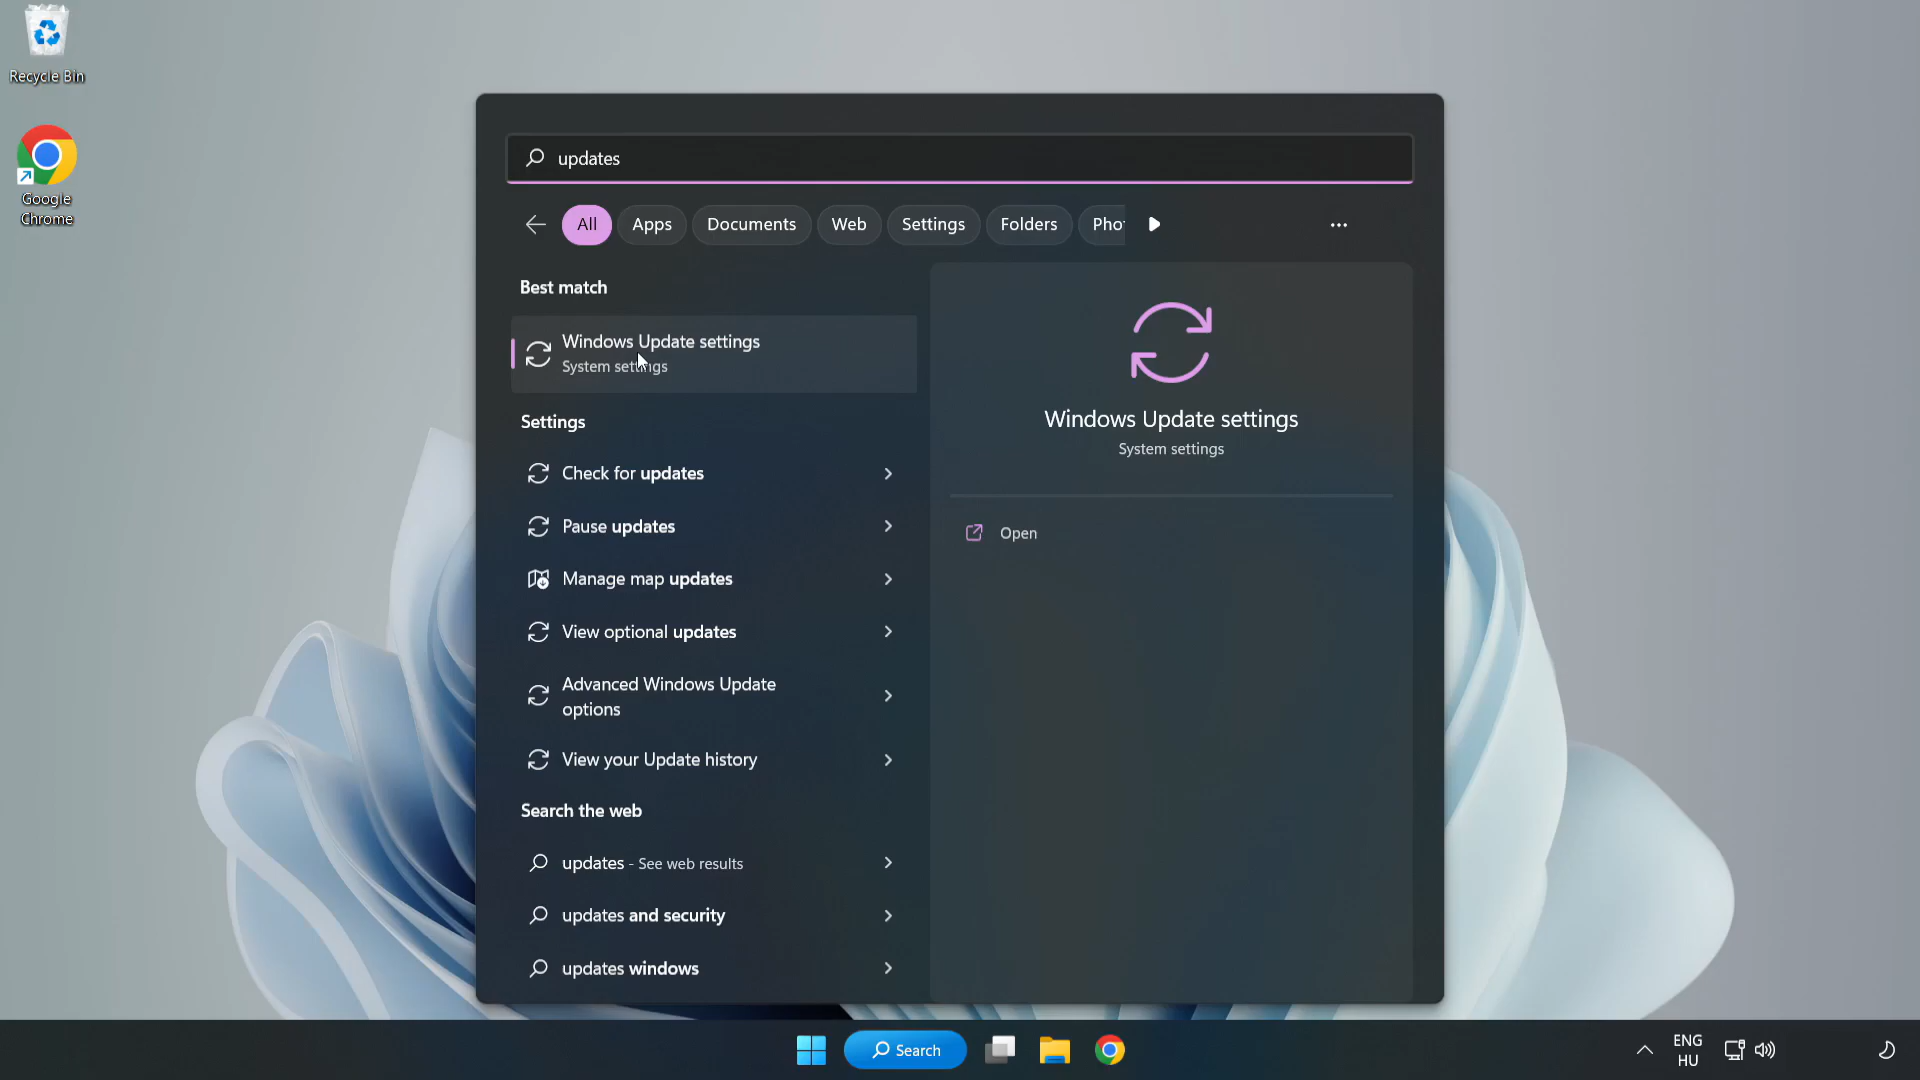 Recycle Bin
Google
Chrome
updates
All
Apps
Documents
Web
Settings
Folders
Best match
Windows Update settings
System settings
Settings
Check for updates
Pause updates
Manage map updates
View optional updates
Advanced Windows Update
options
View your Update history
Search the web
updates - See web results
updates and security
updates windows
Windows Update settings
System settings
Open
Search
ENG
HU